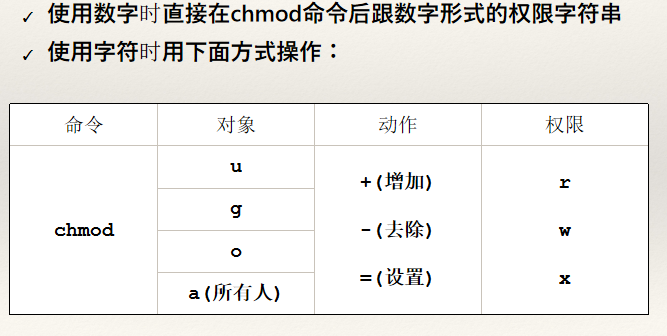 ✓ 使用数字时直接在chmod命令后跟数字形式的权限字符串
✓ 使用字符时用下面方式操作：
命令 对象 动作 权限
chmod
u
g
o
a(所有人)
+(增加)
-(去除)
=(设置)
r
w
x